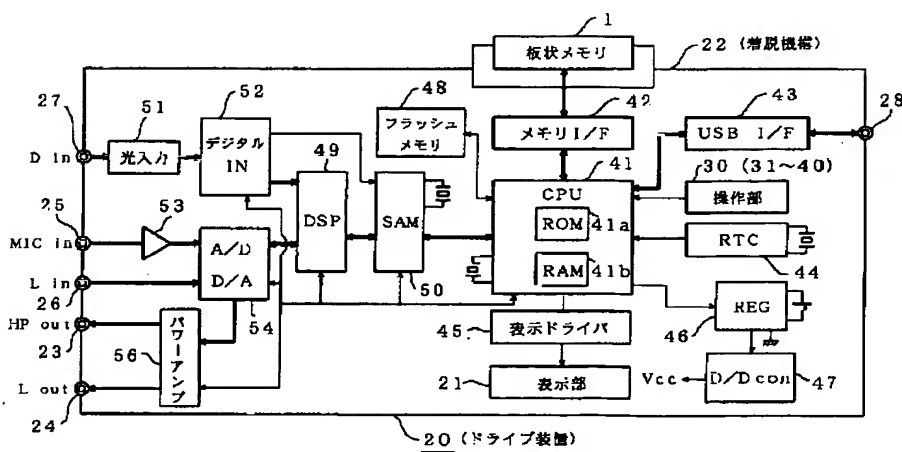 1
板状メモリ
22 (着脱機構)
27
51
52
48
42
43
28
フラッシュ
メモリ
メモリI/F
USB I/F
D in
光入力
デジタル
IN
49
41
30 (31〜40)
CPU
操作部
25
53
DSP
SAM
ROM
41a
MIC in
A/D
RTC
D/A
RAM
41b
44
L in
50
26
54
REG
HP out
45
表示ドライバ
46
23
56
パワーアンプ
L out
21
表示部
Vcc
D/Dcon
47
24
20 (ドライブ装置)